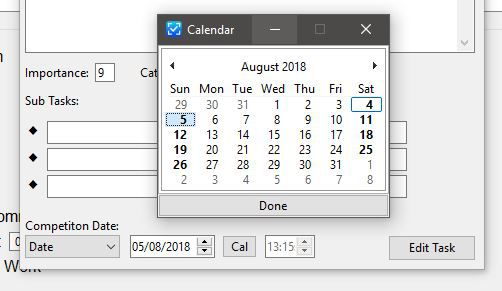 Calendar
August 2018
Sun Mon Tue Wed Thu Fri Sat
29 30 31 1 2 3 4
5 6 7 8 9 10 11
12 13 14 15 16 17 18
19 20 21 22 23 24 25
26 27 28 29 30 31 1
2 3 4 5 6 7 8
Done
Importance: 9 Cat
Sub Tasks:
Competiton Date:
Date 05/08/2018 Cal 13:15 Edit Task
Work